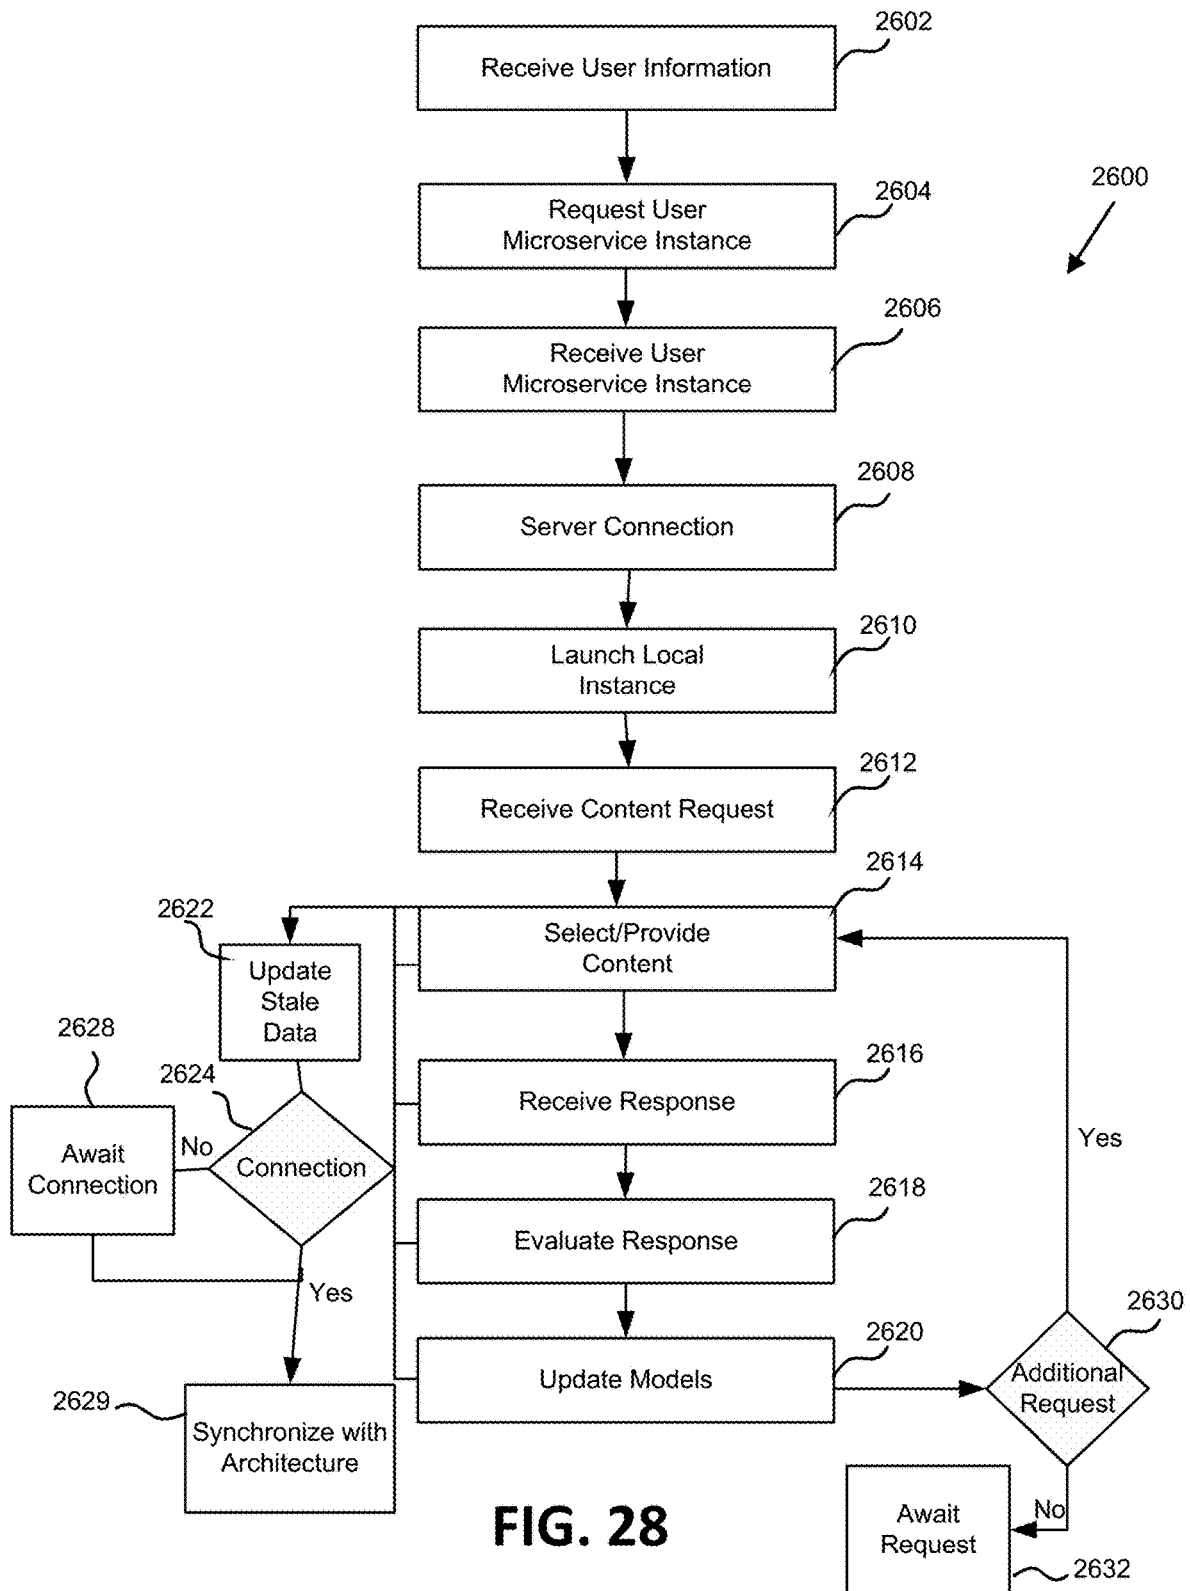 2602
Receive User Information
2604
Request User
Microservice Instance
2600
2606
Receive User
Microservice Instance
2608
Server Connection
2610
Launch Local
Instance
2612
Receive Content Request
2614
Select/Provide
Content
2622
Update
Stale
Data
2628
2624
Await
Connection
No
Connection
Yes
2616
Receive Response
Yes
2618
Evaluate Response
2620
Update Models
2630
Additional
Request
2629
Synchronize with
Architecture
No
Await
Request
2632
FIG. 28